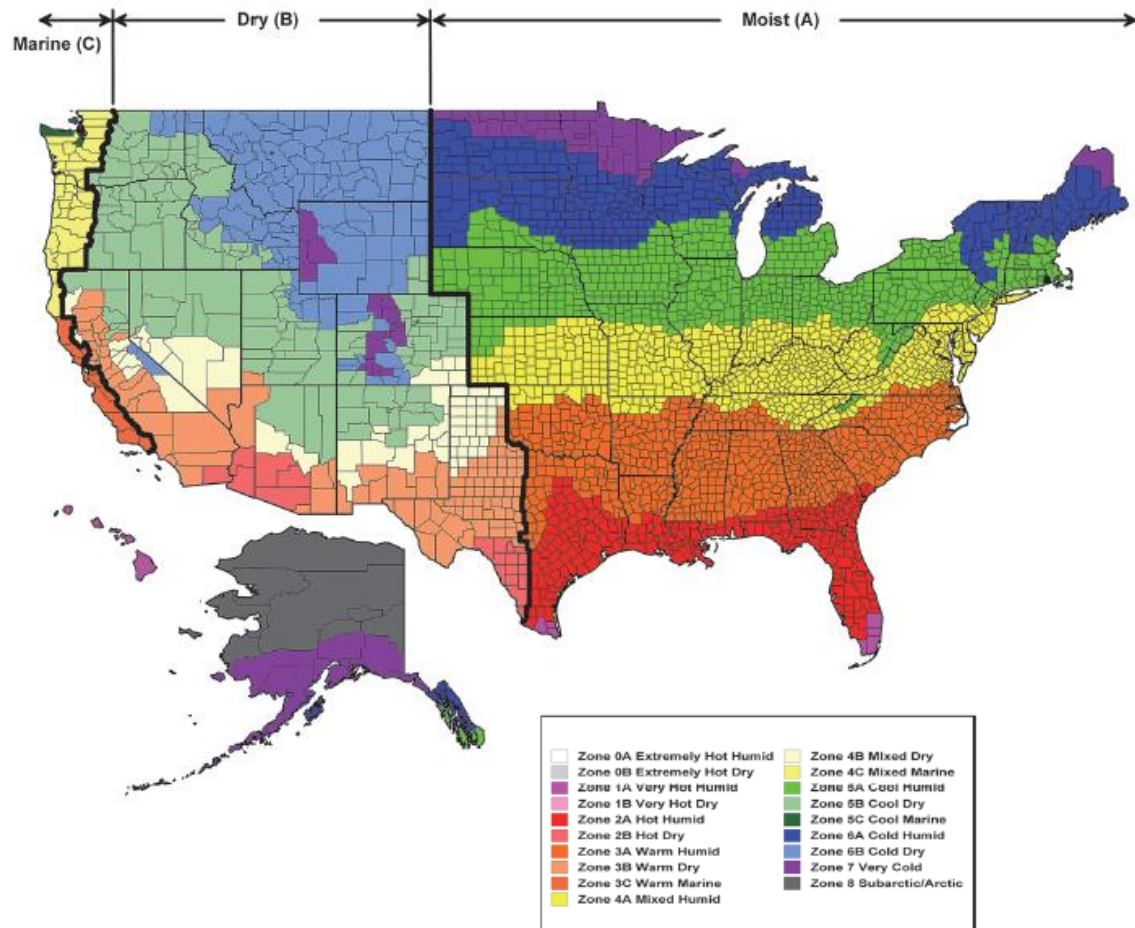 Dry (B)
Moist (A)
Marine (C)
Zone 0A Extremely Hot Humid
Zone 0B Extremely Hot Dry
Zone 1A Very Hot Humid
Zone 1B Very Hot Dry
Zone 2A Hot Humid
Zone 2B Hot Dry
Zone 3A Warm Humid
Zone 3B Warm Dry
Zone 3C Warm Marine
Zone 4A Mixed Humid
Zone 4B Mixed Dry
Zone 4C Mixed Marine
Zone 5A Cool Humid
Zone 5B Cool Dry
Zone 5C Cool Marine
Zone 6A Cold Humid
Zone 6B Cold Dry
Zone 7 Very Cold
Zone 8 Subarctic/Arctic